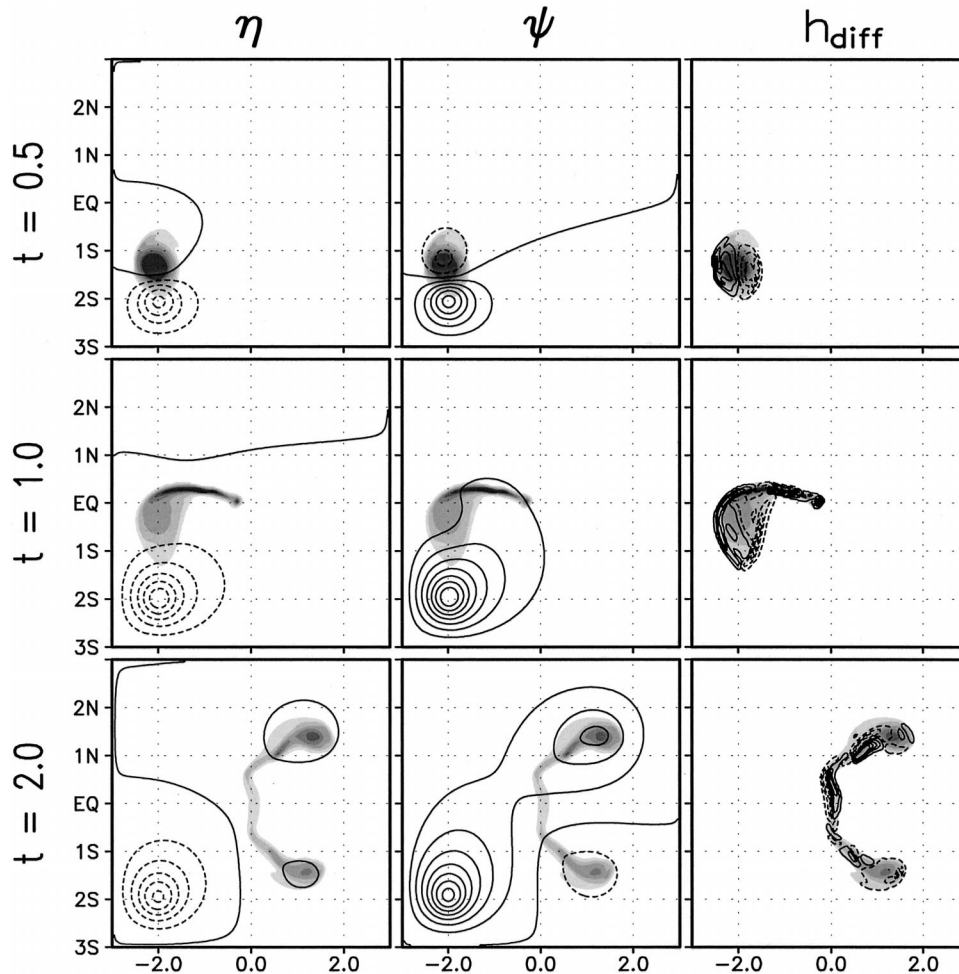 η ψ h_diff
t = 0.5
2N
1N
EQ
1S
2S
3S
t = 1.0
2N
1N
EQ
1S
2S
3S
t = 2.0
2N
1N
EQ
1S
2S
3S
−2.0 0.0 2.0 −2.0 0.0 2.0 −2.0 0.0 2.0